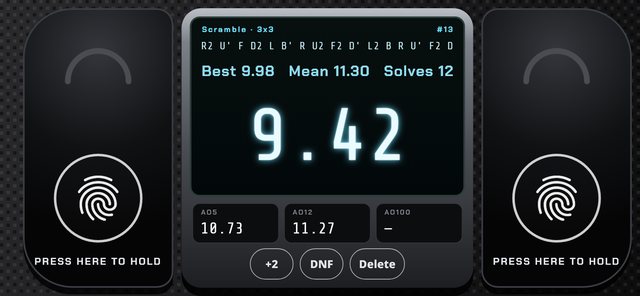 Scramble · 3x3 #13
R2 U' F D2 L B' R U2 F2 D' L2 B R U' F2 D
Best 9.98 Mean 11.30 Solves 12
9.42
AO5 AO12 AO100
10.73 11.27 –
+2 DNF Delete
PRESS HERE TO HOLD
PRESS HERE TO HOLD